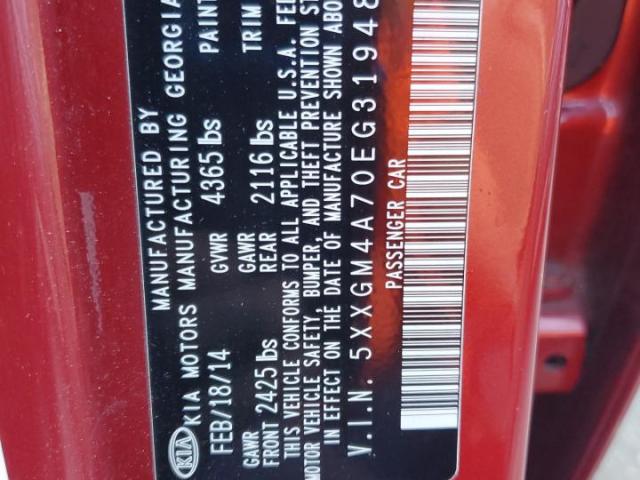 KIA
MANUFACTURED BY
KIA MOTORS MANUFACTURING GEORGIA
FEB/18/14 GVWR 4365 lbs PAINT
GAWR FRONT 2425 lbs GAWR REAR 2116 lbs TRIM
THIS VEHICLE CONFORMS TO ALL APPLICABLE U.S.A. FE
MOTOR VEHICLE SAFETY, BUMPER, AND THEFT PREVENTION ST
IN EFFECT ON THE DATE OF MANUFACTURE SHOWN ABO
V.I.N. 5XXGM4A70EG31948
PASSENGER CAR